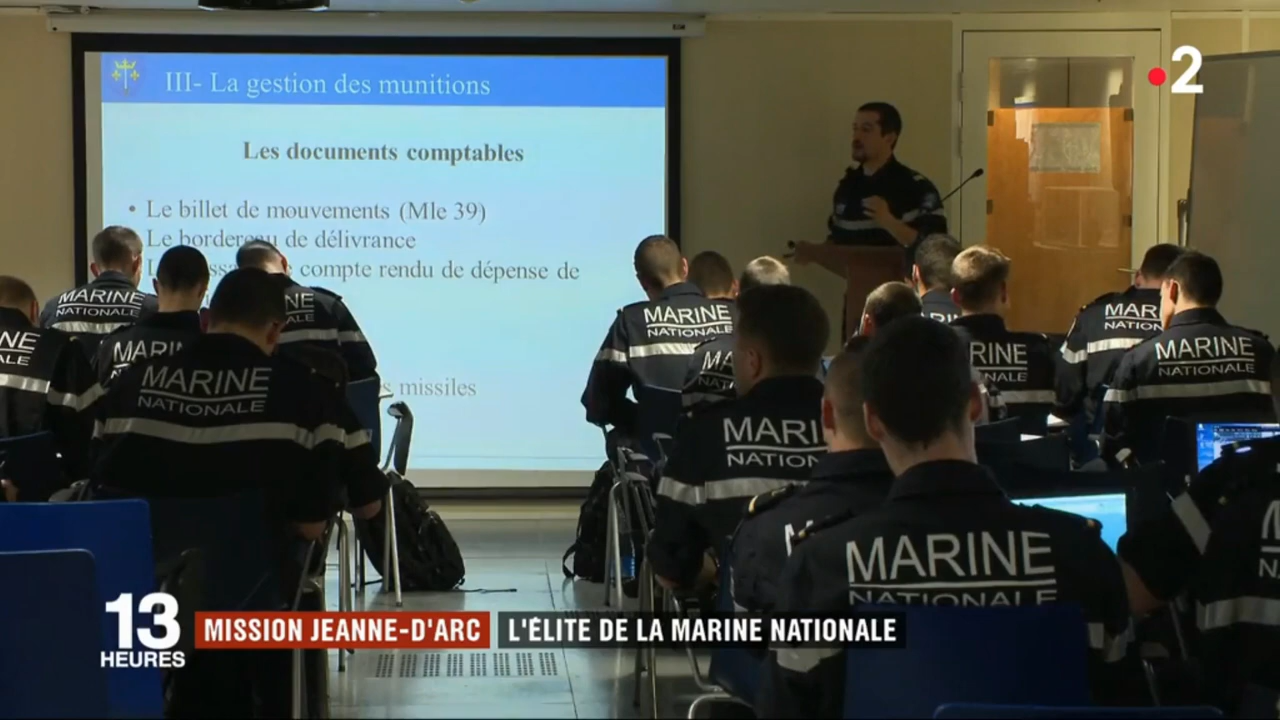 III- La gestion des munitions
2
Les documents comptables
• Le billet de mouvements (Mle 39)
Le bordereau de délivrance
compte rendu de dépense de
missiles
MARINE
NATIONALE
MARINE
MARINE
NATIONALE
MARINE
NATIONALE
MARINE
NATIONALE
MARINE
NATIONALE
13
HEURES
MISSION JEANNE-D'ARC
L'ÉLITE DE LA MARINE NATIONALE